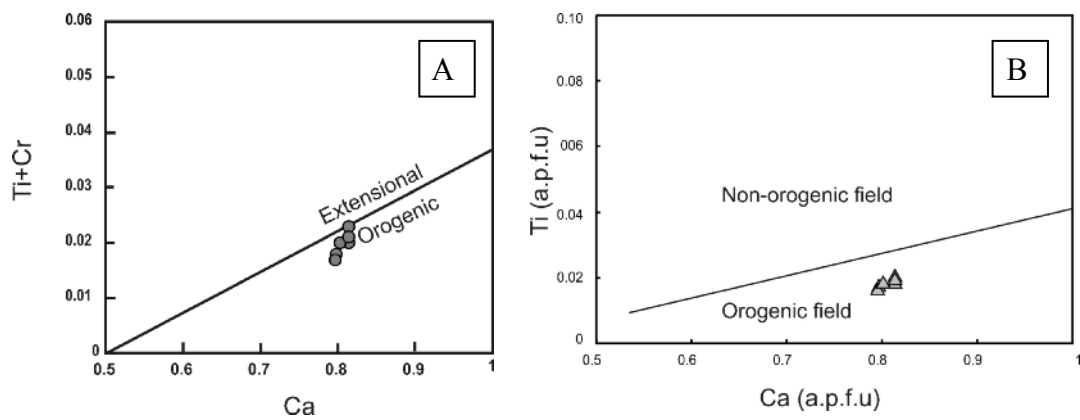 A
0.06
0.05
0.04
0.03
0.02
0.01
0
Ti+Cr
Extensional
Orogenic
0.5
0.6
0.7
0.8
0.9
1
Ca
B
0.10
0.08
006
0.04
0.02
0
Ti (a.p.f.u)
Non-orogenic field
Orogenic field
0.5
0.6
0.7
0.8
0.9
1
Ca (a.p.f.u)